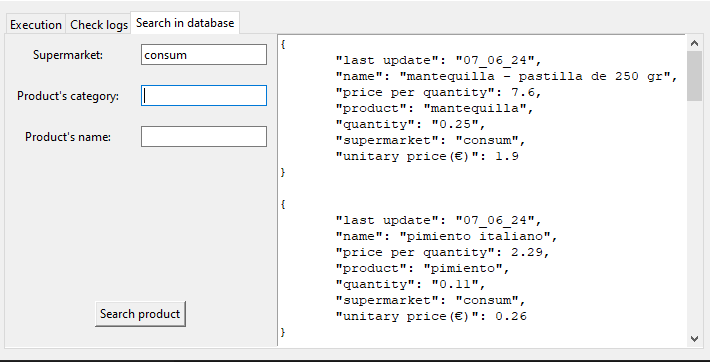 Execution Check logs Search in database
Supermarket: consum
Product's category:
Product's name:
Search product
{
"last update": "07_06_24",
"name": "mantequilla - pastilla de 250 gr",
"price per quantity": 7.6,
"product": "mantequilla",
"quantity": "0.25",
"supermarket": "consum",
"unitary price(€)": 1.9
}
{
"last update": "07_06_24",
"name": "pimiento italiano",
"price per quantity": 2.29,
"product": "pimiento",
"quantity": "0.11",
"supermarket": "consum",
"unitary price(€)": 0.26
}